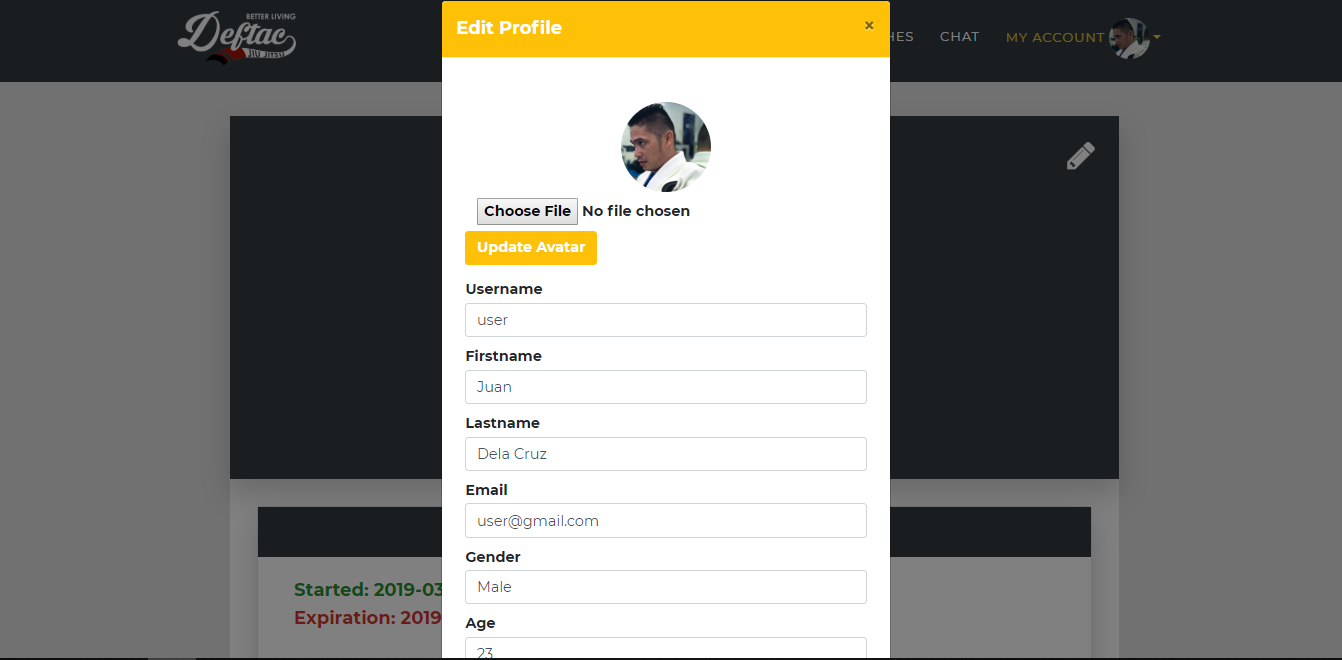 BETTER LIVING
Deftac
JIU JITSU
HES
CHAT
MY ACCOUNT
Edit Profile
×
Choose File No file chosen
Update Avatar
Username
user
Firstname
Juan
Lastname
Dela Cruz
Email
user@gmail.com
Gender
Male
Age
23
Started: 2019-03
Expiration: 2019